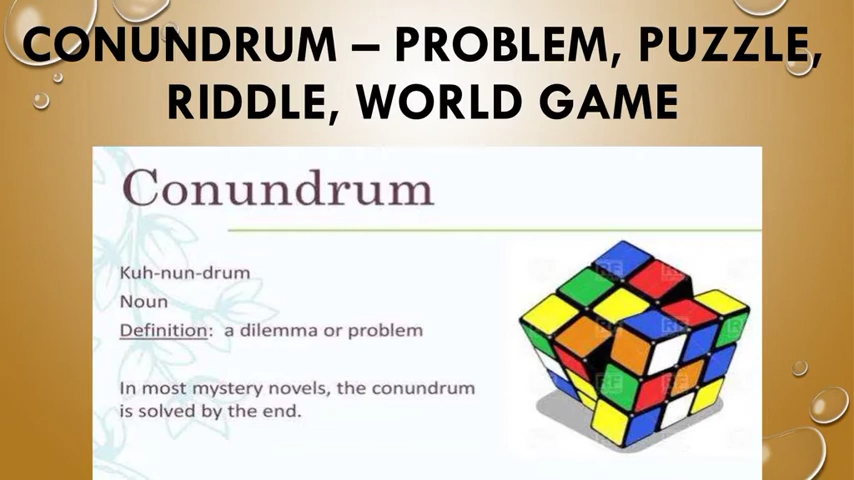 CONUNDRUM – PROBLEM, PUZZLE,
RIDDLE, WORLD GAME
Conundrum
Kuh-nun-drum
Noun
Definition: a dilemma or problem
In most mystery novels, the conundrum
is solved by the end.